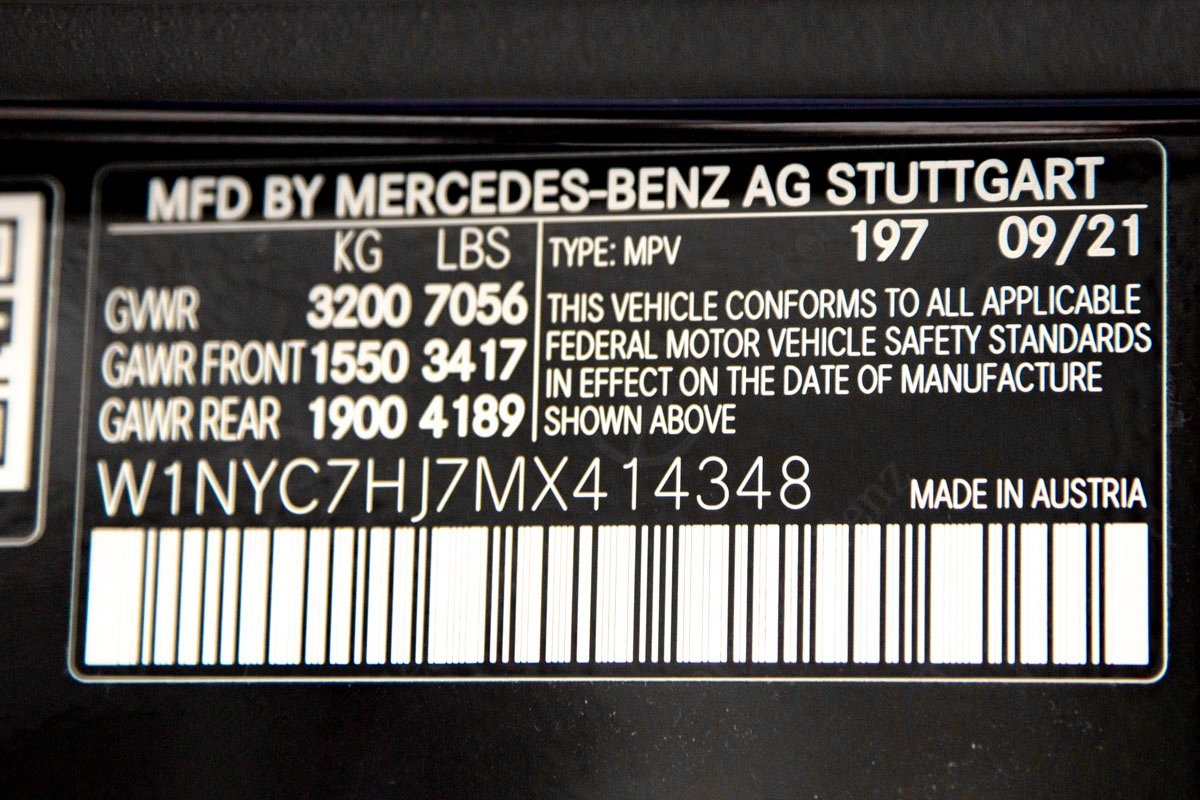 MFD BY MERCEDES-BENZ AG STUTTGART
KG LBS
GVWR 3200 7056
GAWR FRONT 1550 3417
GAWR REAR 1900 4189
TYPE: MPV 197 09/21
THIS VEHICLE CONFORMS TO ALL APPLICABLE
FEDERAL MOTOR VEHICLE SAFETY STANDARDS
IN EFFECT ON THE DATE OF MANUFACTURE
SHOWN ABOVE
W1NYC7HJ7MX414348
MADE IN AUSTRIA